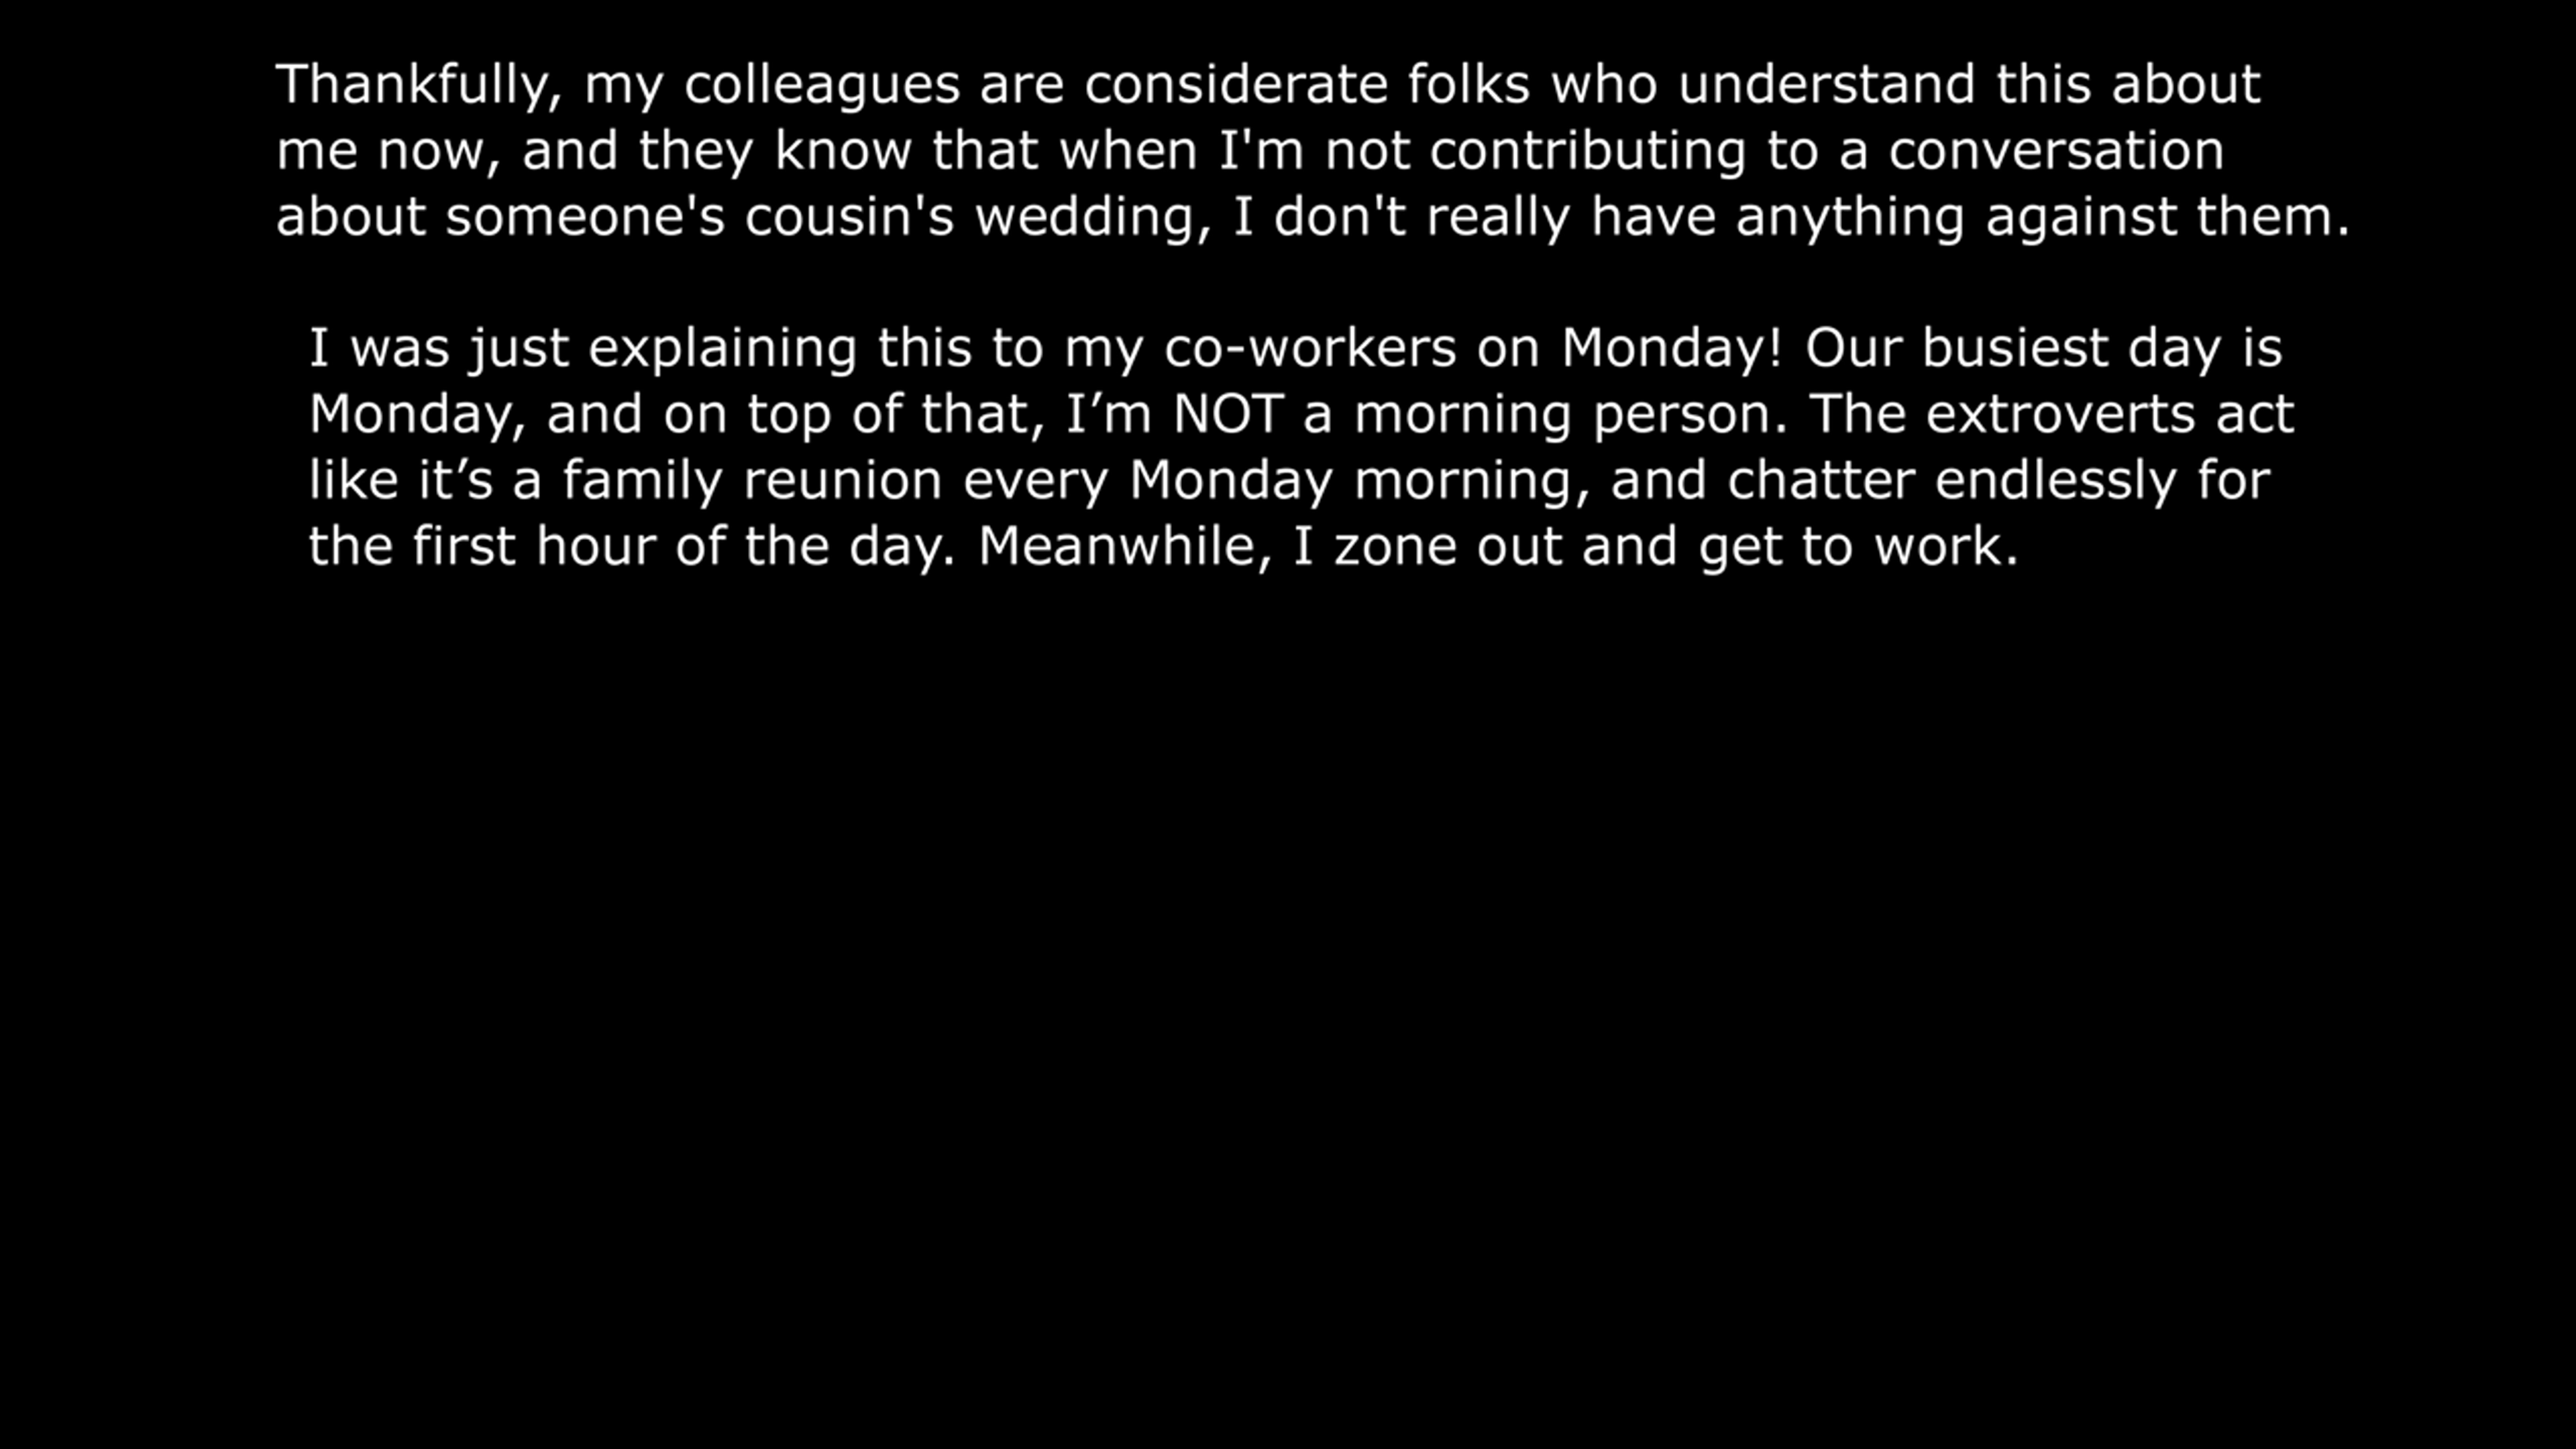 Thankfully, my colleagues are considerate folks who understand this about
me now, and they know that when I'm not contributing to a conversation
about someone's cousin's wedding, I don't really have anything against them.
I was just explaining this to my co-workers on Monday! Our busiest day is
Monday, and on top of that, I’m NOT a morning person. The extroverts act
like it’s a family reunion every Monday morning, and chatter endlessly for
the first hour of the day. Meanwhile, I zone out and get to work.